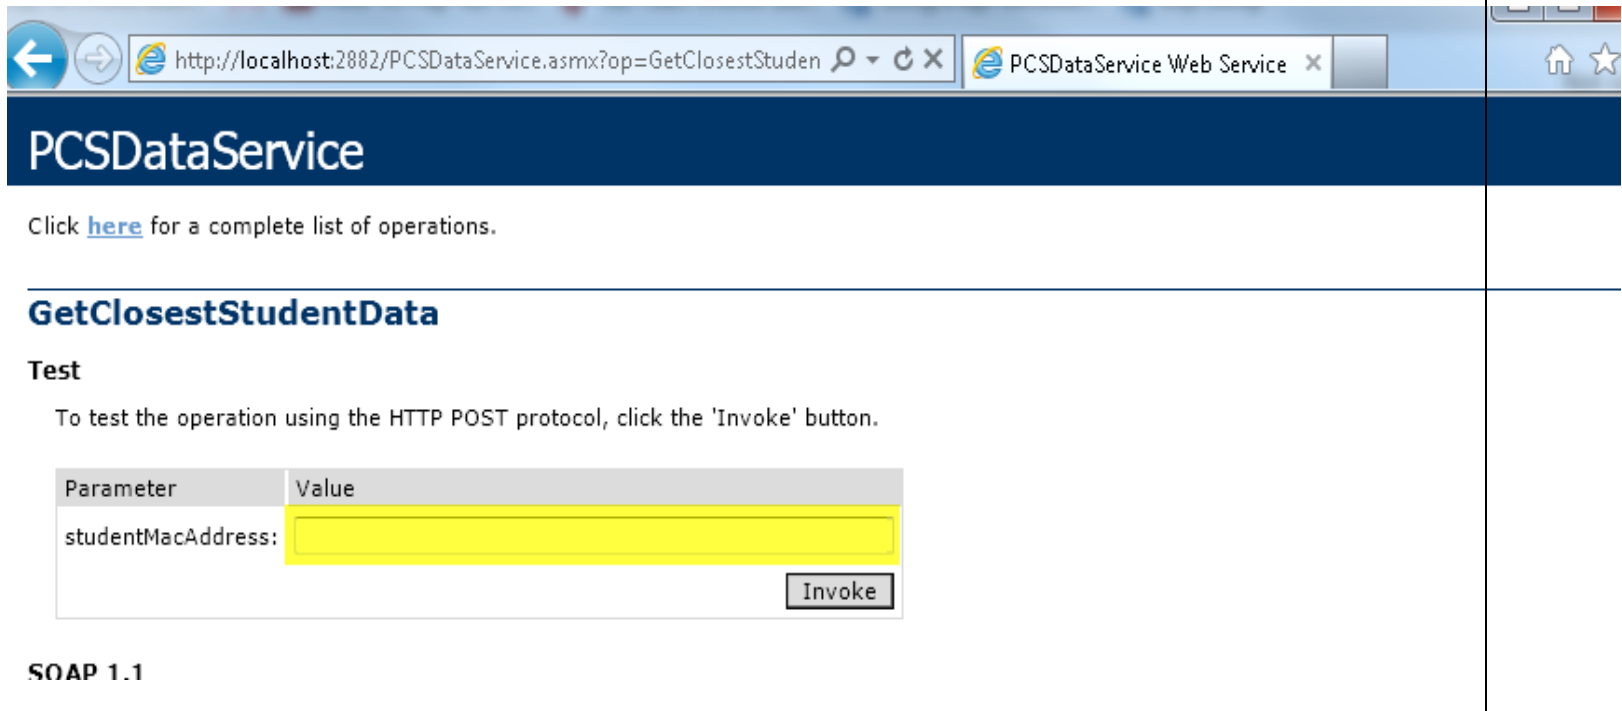 http://localhost:2882/PCSDataService.asmx?op=GetClosestStuden
PCSDataService Web Service
PCSDataService
Click here for a complete list of operations.
GetClosestStudentData
Test
To test the operation using the HTTP POST protocol, click the 'Invoke' button.
Parameter Value
studentMacAddress:
Invoke
SOAP 1.1